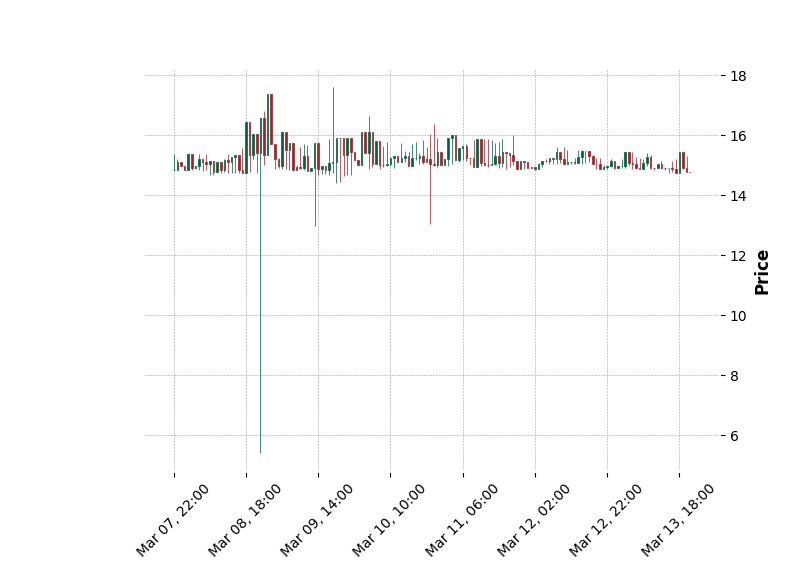 18
16
14
12
10
8
6
Price
Mar 07, 22:00
Mar 08, 18:00
Mar 09, 14:00
Mar 10, 10:00
Mar 11, 06:00
Mar 12, 02:00
Mar 12, 22:00
Mar 13, 18:00